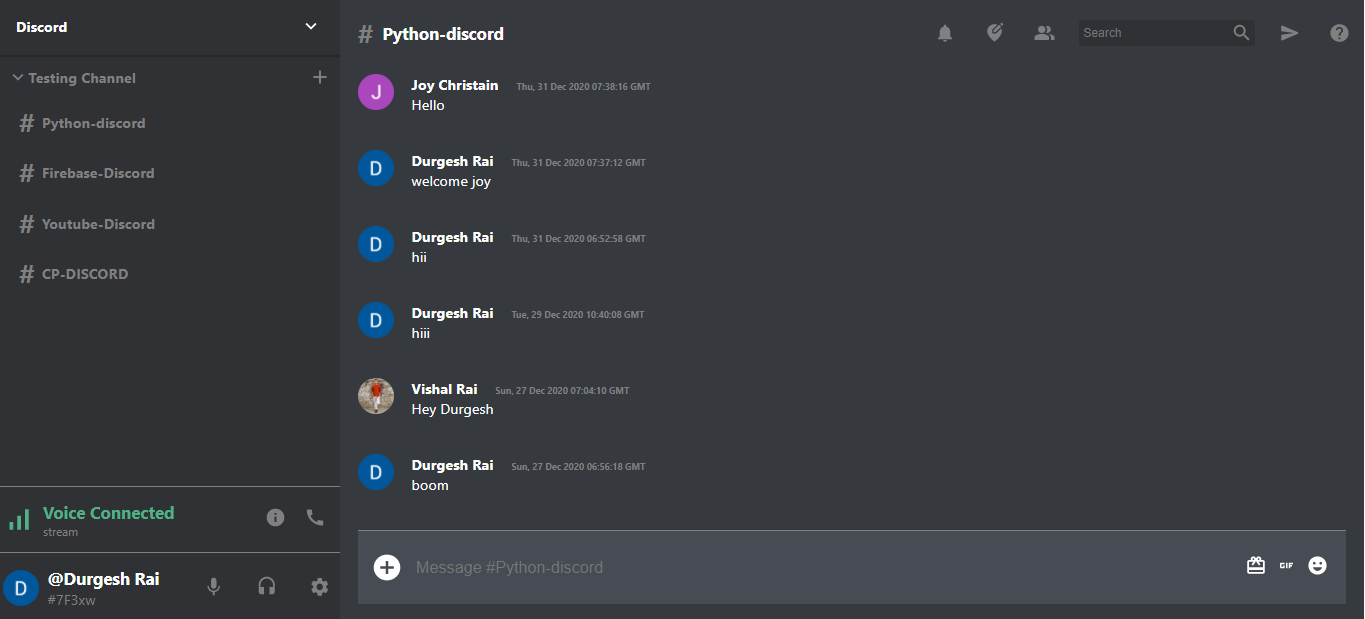 Discord
Testing Channel
# Python-discord
# Firebase-Discord
# Youtube-Discord
# CP-DISCORD
Voice Connected
stream
D
@Durgesh Rai
#7F3xw
# Python-discord
Search
J
Joy Christain Thu, 31 Dec 2020 07:38:16 GMT
Hello
D
Durgesh Rai Thu, 31 Dec 2020 07:37:12 GMT
welcome joy
D
Durgesh Rai Thu, 31 Dec 2020 06:52:58 GMT
hii
D
Durgesh Rai Tue, 29 Dec 2020 10:40:08 GMT
hiii
Vishal Rai Sun, 27 Dec 2020 07:04:10 GMT
Hey Durgesh
D
Durgesh Rai Sun, 27 Dec 2020 06:56:18 GMT
boom
Message #Python-discord
GIF